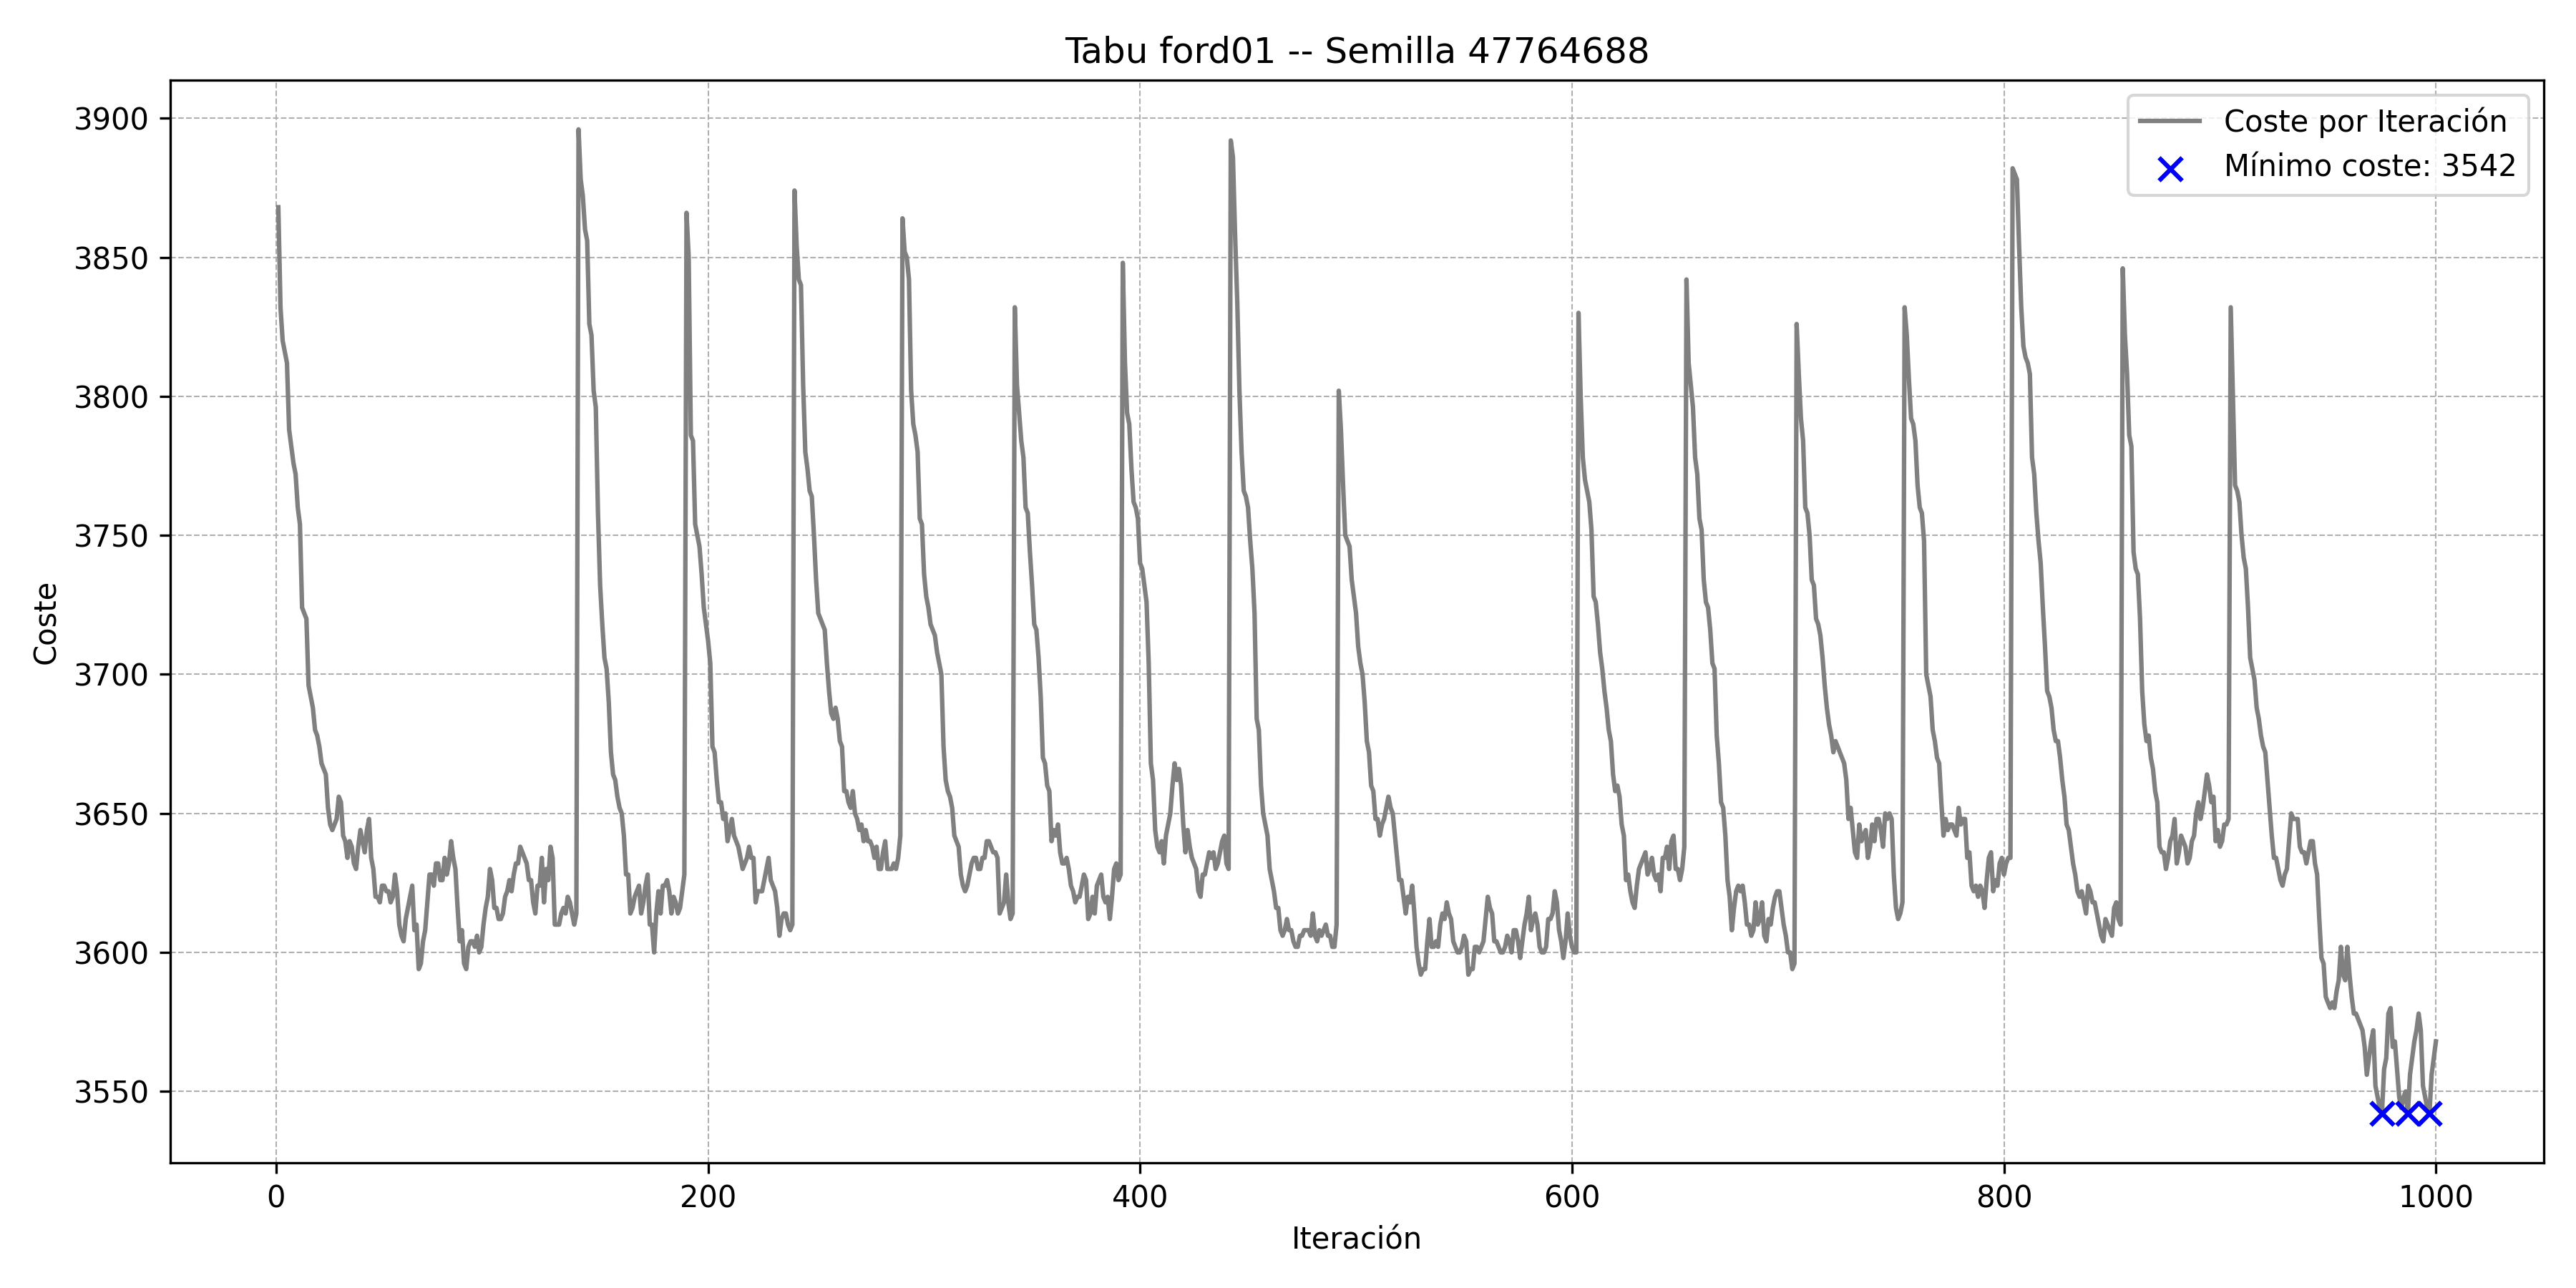 Tabu ford01 -- Semilla 47764688
Coste por Iteración
Mínimo coste: 3542
3900
3850
3800
3750
3700
3650
3600
3550
Coste
0 200 400 600 800 1000
Iteración